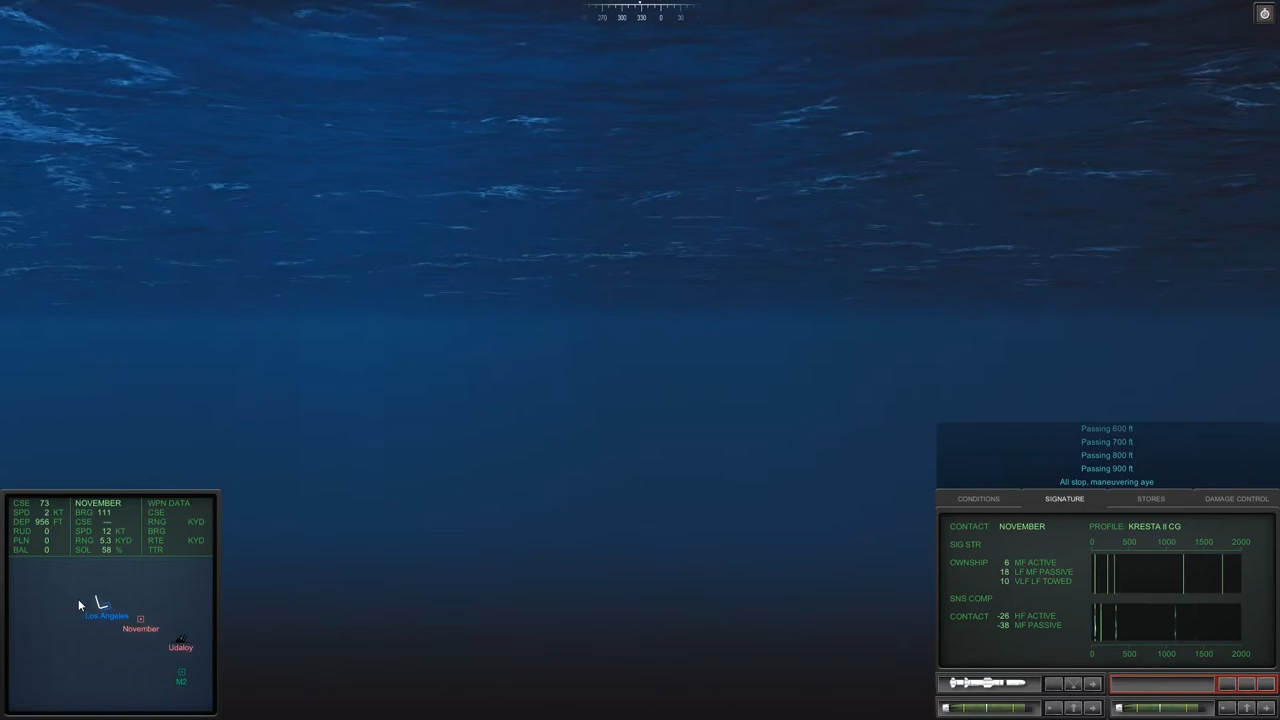 270 300 330 0 30
Passing 600 ft
Passing 700 ft
Passing 800 ft
Passing 900 ft
All stop, maneuvering aye
CSE 73 NOVEMBER WPN DATA
SPD 2 KT BRG 111 CSE
DEP 956 FT CSE — RNG KYD
RUD 0 SPD 12 KT BRG
PLN 0 RNG 5.3 KYD RTE KYD
BAL 0 SOL 58 % TTR
Los Angeles
November
Udaloy
M2
CONDITIONS SIGNATURE STORES DAMAGE CONTROL
CONTACT NOVEMBER PROFILE: KRESTA II CG
0 500 1000 1500 2000
SIG STR
OWNSHIP 6 MF ACTIVE
18 LF MF PASSIVE
10 VLF LF TOWED
SNS COMP
CONTACT -26 HF ACTIVE
-38 MF PASSIVE
0 500 1000 1500 2000